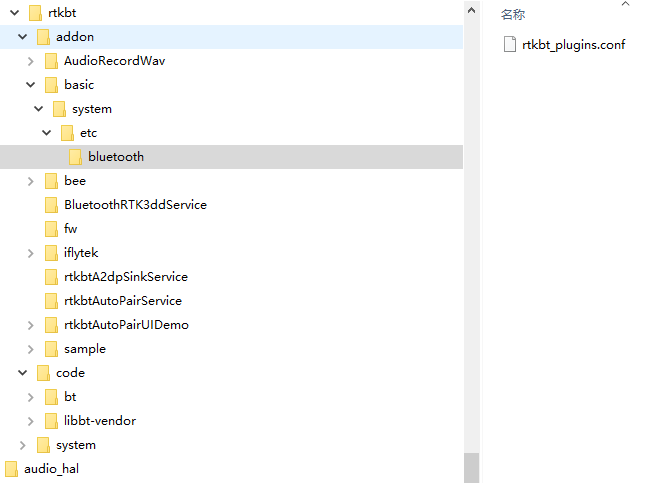 rtkbt
addon
AudioRecordWav
basic
system
etc
bluetooth
bee
BluetoothRTK3ddService
fw
iflytek
rtkbtA2dpSinkService
rtkbtAutoPairService
rtkbtAutoPairUIDemo
sample
code
bt
libbt-vendor
system
audio_hal
名称
rtkbt_plugins.conf